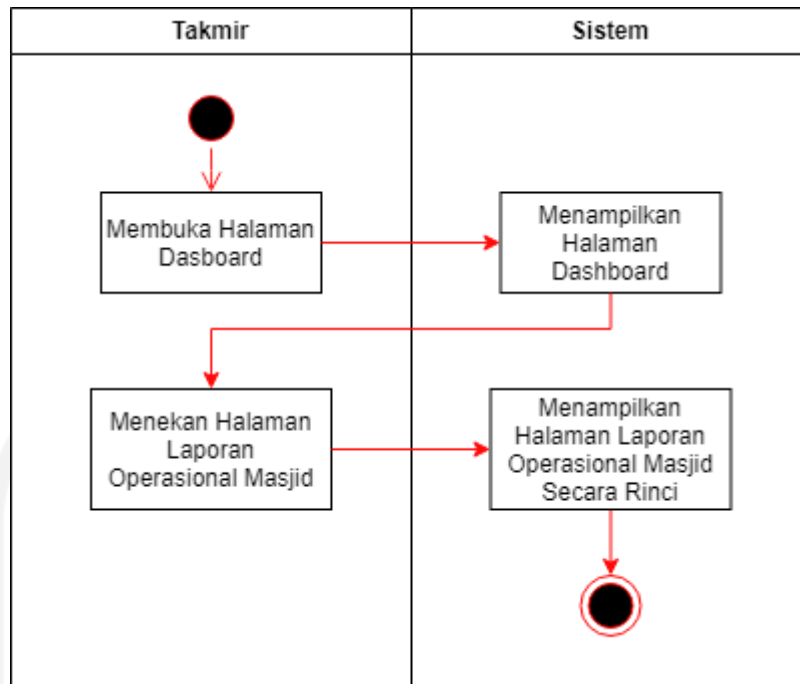 Takmir
Sistem
Membuka Halaman
Dasboard
Menampilkan
Halaman
Dashboard
Menekan Halaman
Laporan
Operasional Masjid
Menampilkan
Halaman Laporan
Operasional Masjid
Secara Rinci